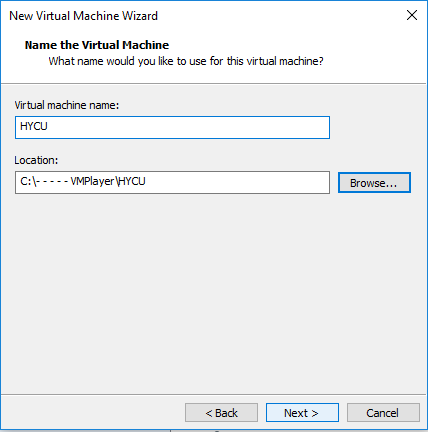 New Virtual Machine Wizard
Name the Virtual Machine
What name would you like to use for this virtual machine?
Virtual machine name:
HYCU
Location:
C:\- - - - - VMPlayer\HYCU
Browse...
< Back
Next >
Cancel